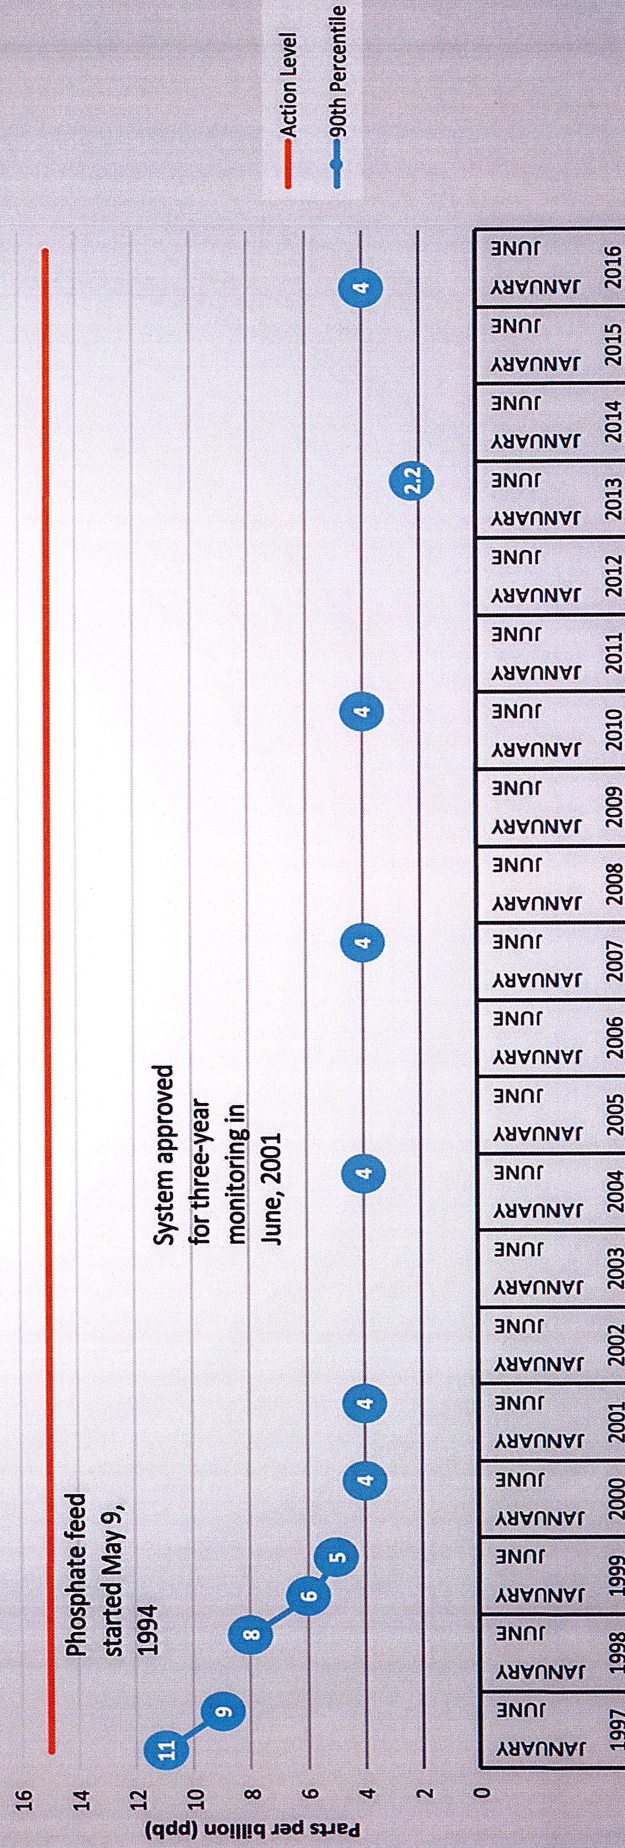 16
14
12
10
8
6
4
2
0
Parts per billion (ppb)
Phosphate feed
started May 9,
1994
System approved
for three-year
monitoring in
June, 2001
11
9
8
6
5
4
4
4
4
4
2.2
4
Action Level
90th Percentile
JANUARY JUNE JANUARY JUNE JANUARY JUNE JANUARY JUNE JANUARY JUNE JANUARY JUNE JANUARY JUNE JANUARY JUNE JANUARY JUNE JANUARY JUNE JANUARY JUNE JANUARY JUNE JANUARY JUNE JANUARY JUNE JANUARY JUNE JANUARY JUNE JANUARY JUNE JANUARY JUNE JANUARY JUNE JANUARY JUNE
1997 1998 1999 2000 2001 2002 2003 2004 2005 2006 2007 2008 2009 2010 2011 2012 2013 2014 2015 2016